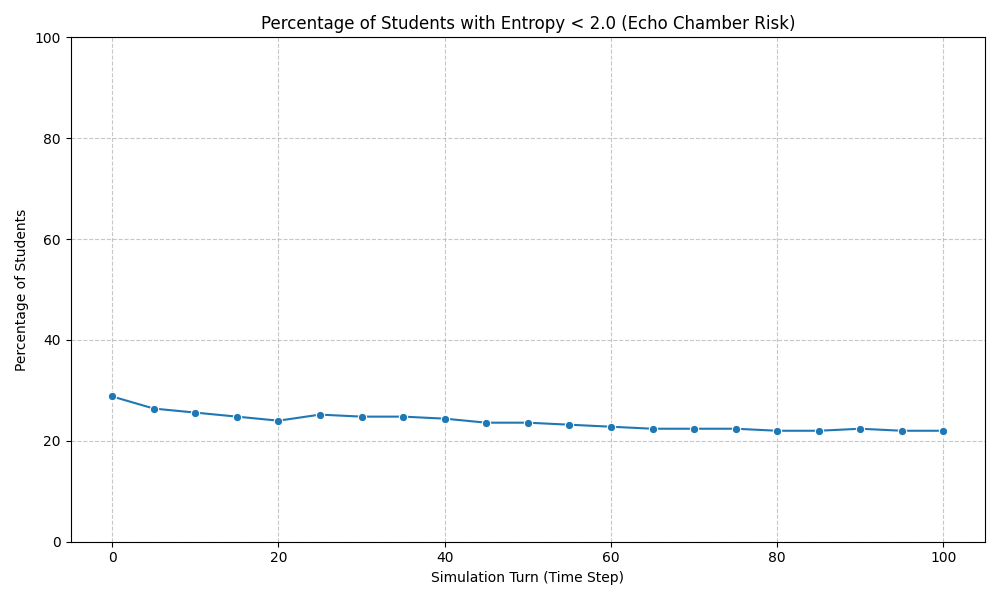 Percentage of Students with Entropy < 2.0 (Echo Chamber Risk)
100
80
60
40
20
0
Percentage of Students
0 20 40 60 80 100
Simulation Turn (Time Step)